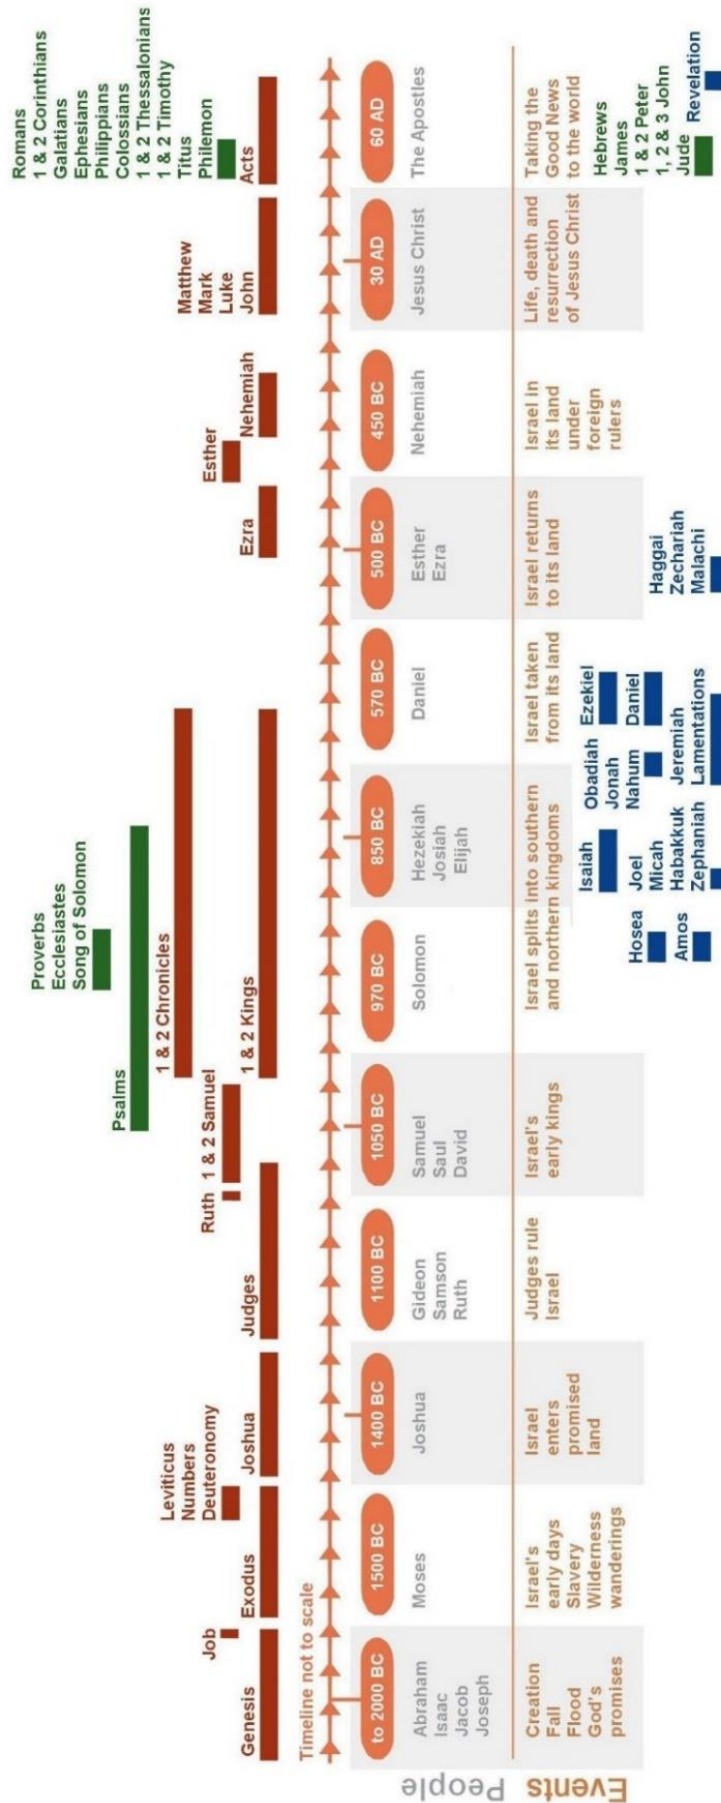 Genesis
Job
Exodus
Leviticus
Numbers
Deuteronomy
Joshua
Judges
Ruth
1 & 2 Samuel
Psalms
1 & 2 Chronicles
1 & 2 Kings
Proverbs
Ecclesiastes
Song of Solomon
Ezra
Esther
Nehemiah
Matthew
Mark
Luke
John
Romans
1 & 2 Corinthians
Galatians
Ephesians
Philippians
Colossians
1 & 2 Thessalonians
1 & 2 Timothy
Titus
Philemon
Acts
Timeline not to scale
to 2000 BC
1500 BC
1400 BC
1100 BC
1050 BC
970 BC
850 BC
570 BC
500 BC
450 BC
30 AD
60 AD
People
Abraham
Isaac
Jacob
Joseph
Moses
Joshua
Gideon
Samson
Ruth
Samuel
Saul
David
Solomon
Hezekiah
Josiah
Elijah
Daniel
Esther
Ezra
Nehemiah
Jesus Christ
The Apostles
Events
Creation
Fall
Flood
God's
promises
Israel's
early days
Slavery
Wilderness
wanderings
Israel
enters
promised
land
Judges rule
Israel
Israel's
early kings
Israel splits into southern
and northern kingdoms
Israel taken
from its land
Israel returns
to its land
Israel in
its land
under
foreign
rulers
Life, death and
resurrection
of Jesus Christ
Taking the
Good News
to the world
Hosea
Amos
Isaiah
Joel
Micah
Habakkuk
Zephaniah
Obadiah
Jonah
Nahum
Jeremiah
Lamentations
Ezekiel
Daniel
Haggai
Zechariah
Malachi
Hebrews
James
1 & 2 Peter
1, 2 & 3 John
Jude
Revelation